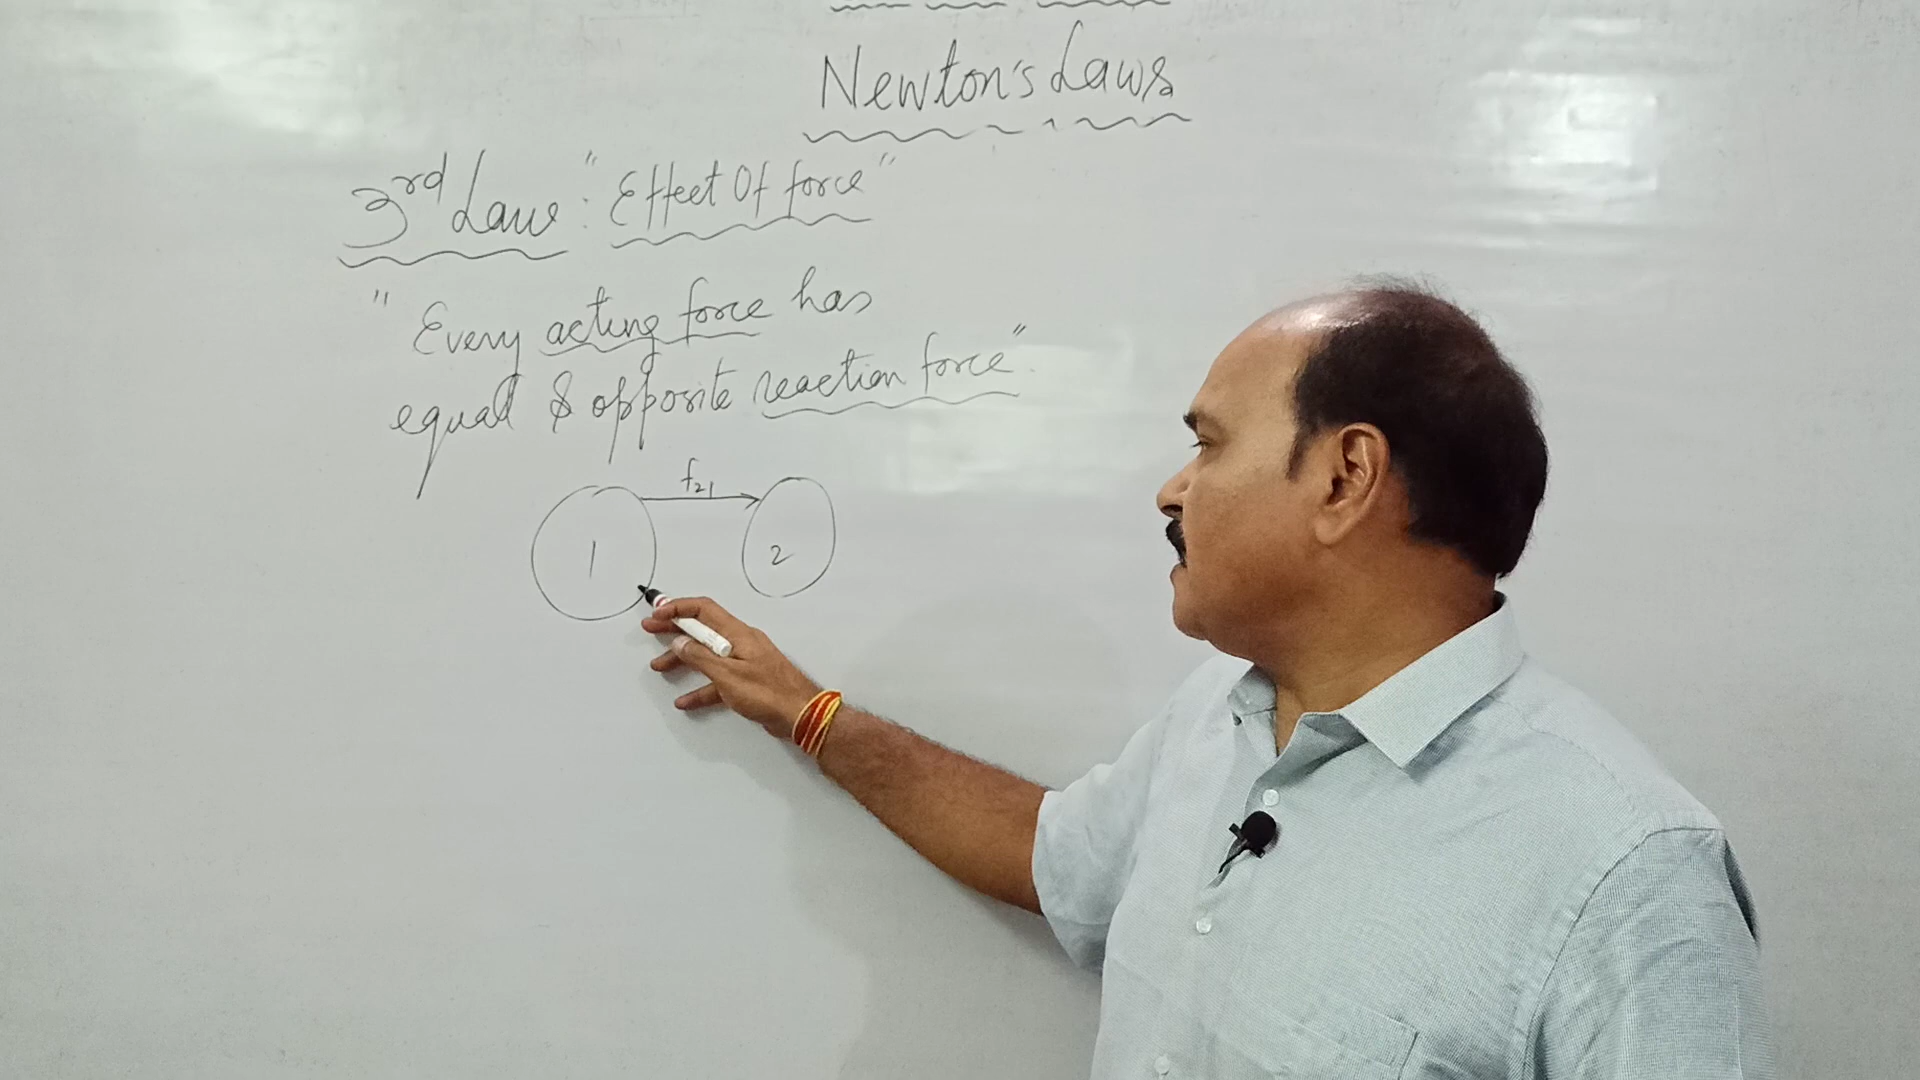 Newton's Laws
3rd Law: "Effect Of force"
"Every acting force has
equal & opposite reaction force"
f21
1
2